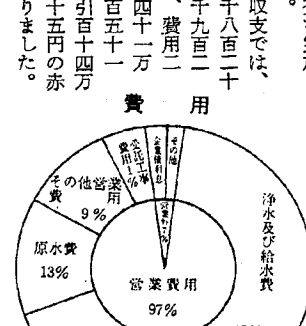 収支では、
千八百二十
千九百二
、費用二
四十一万
百五十一
引百十四万
十五円の赤
りました。
費用
その他
企業債利息
受託工事
費用1%
その他営業
費用
9%
原水費
13%
浄水及び給水費
営業費用
97%